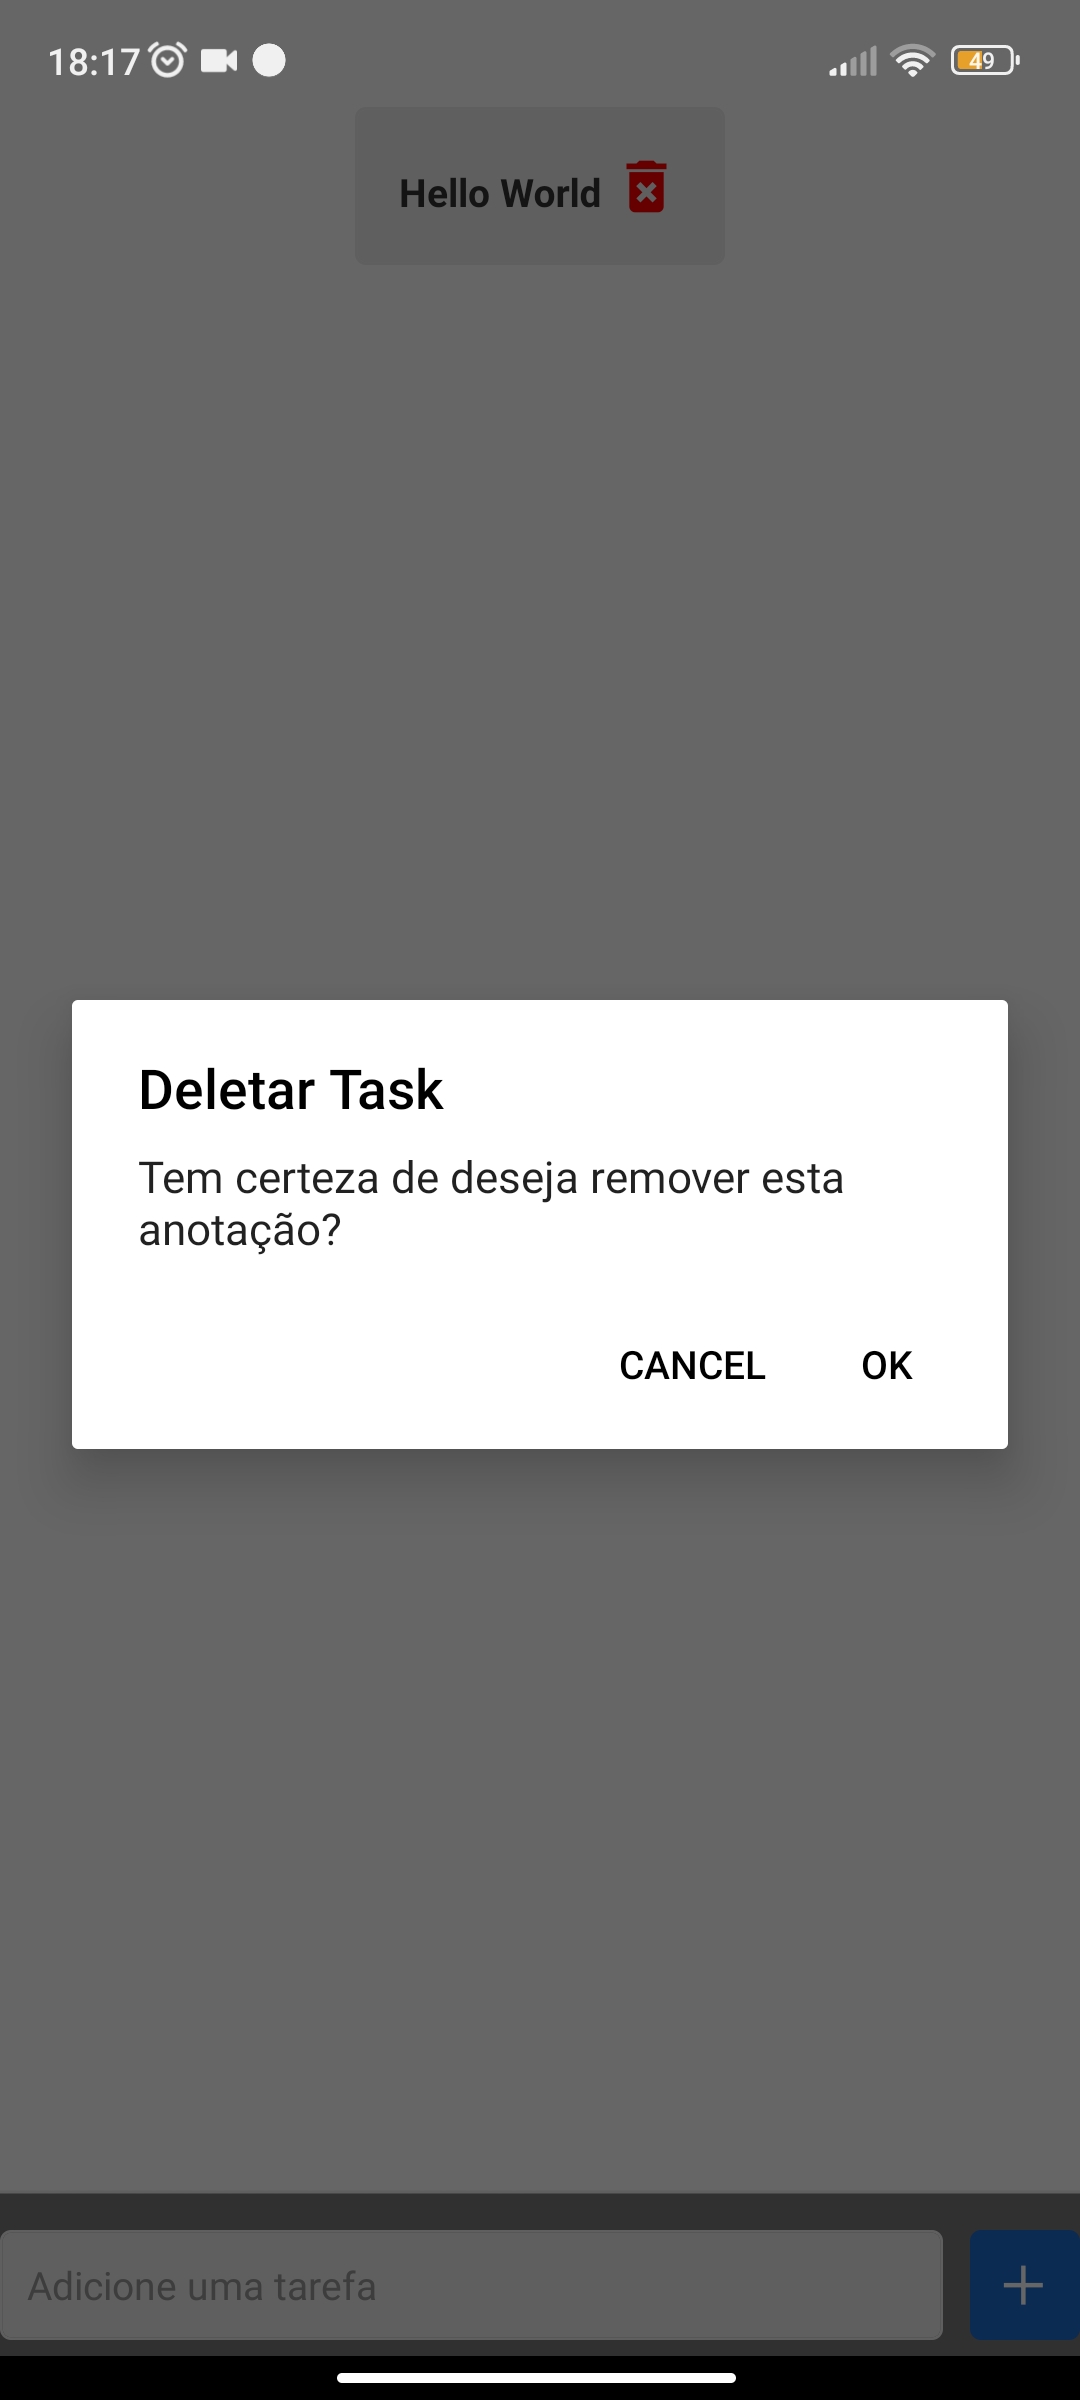 18:17
49
Hello World
Deletar Task
Tem certeza de deseja remover esta
anotação?
CANCEL OK
Adicione uma tarefa